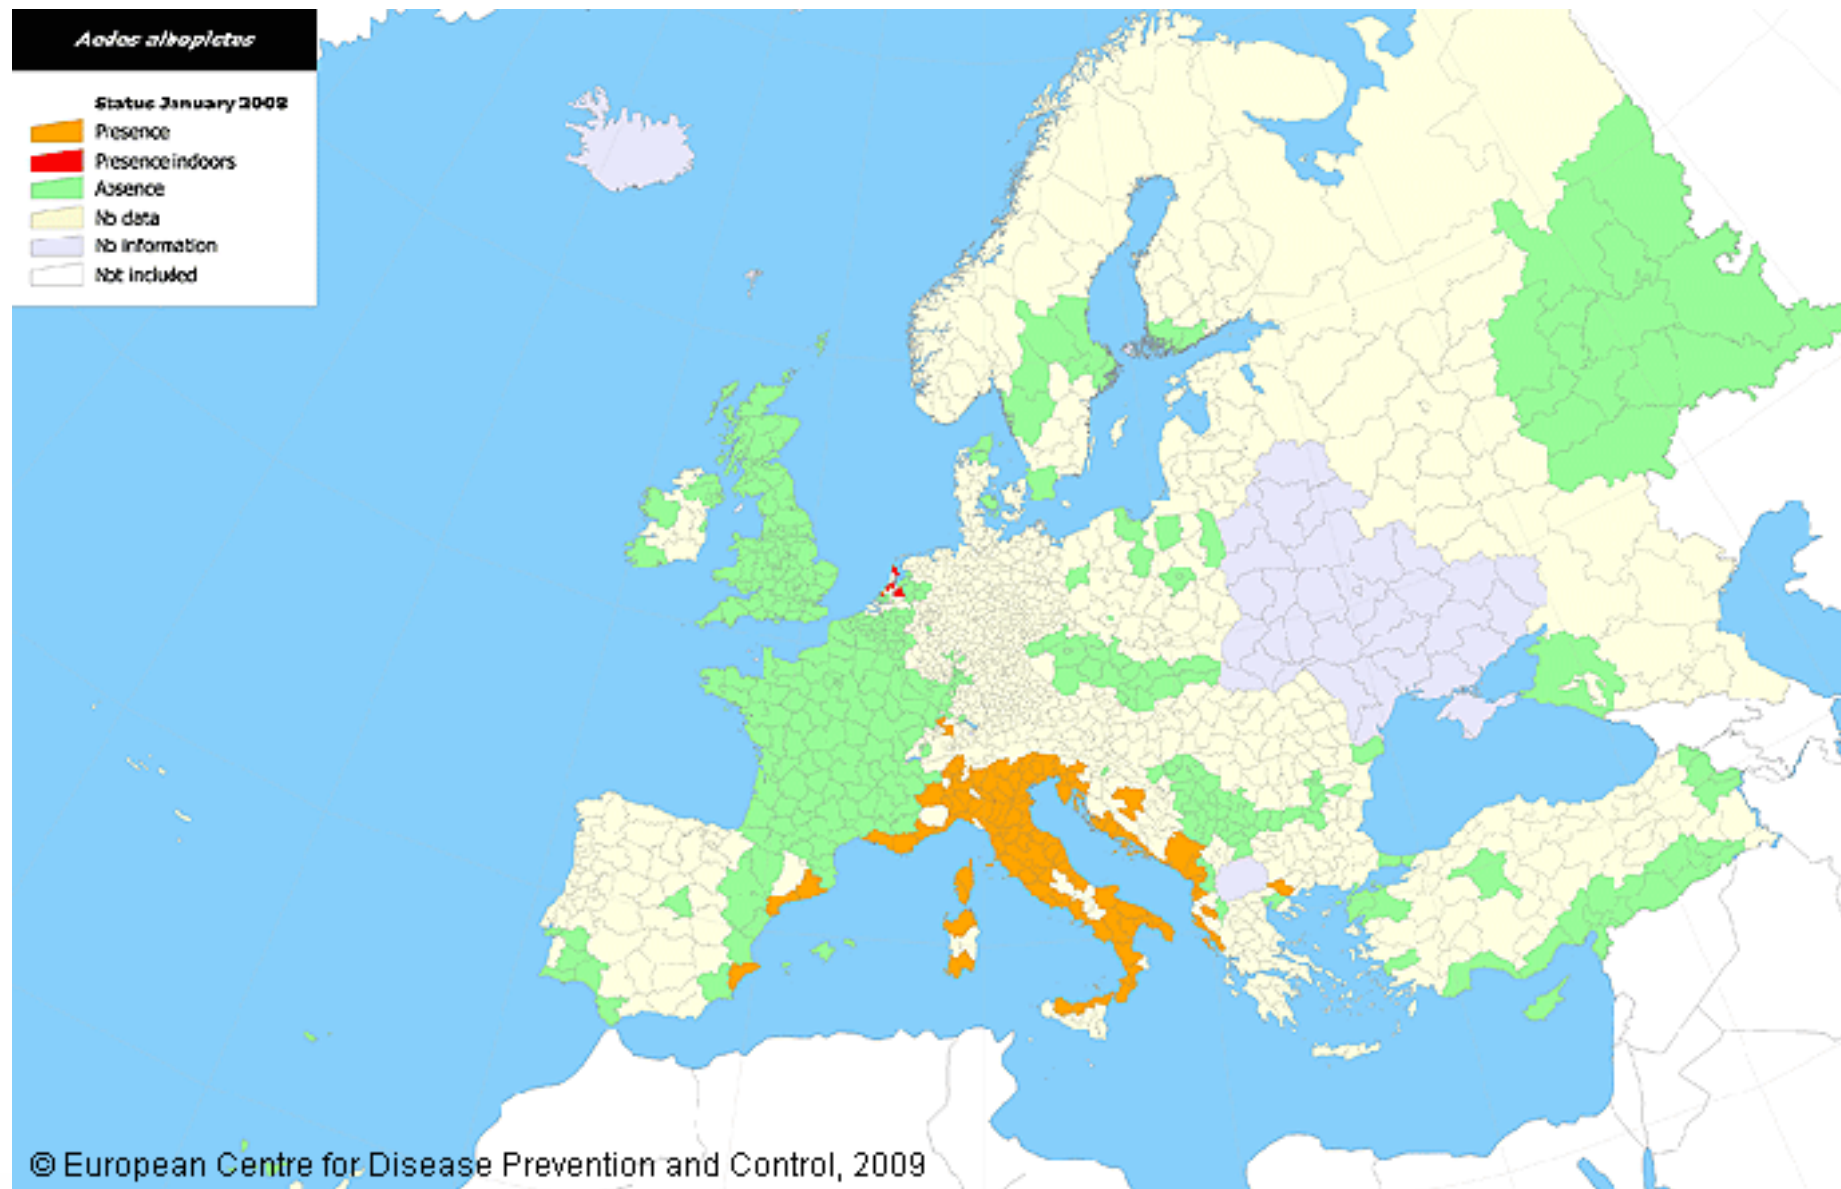 Aedes albopictus
Status January 2008
Presence
Presence indoors
Absence
No data
No information
Not included
© European Centre for Disease Prevention and Control, 2009